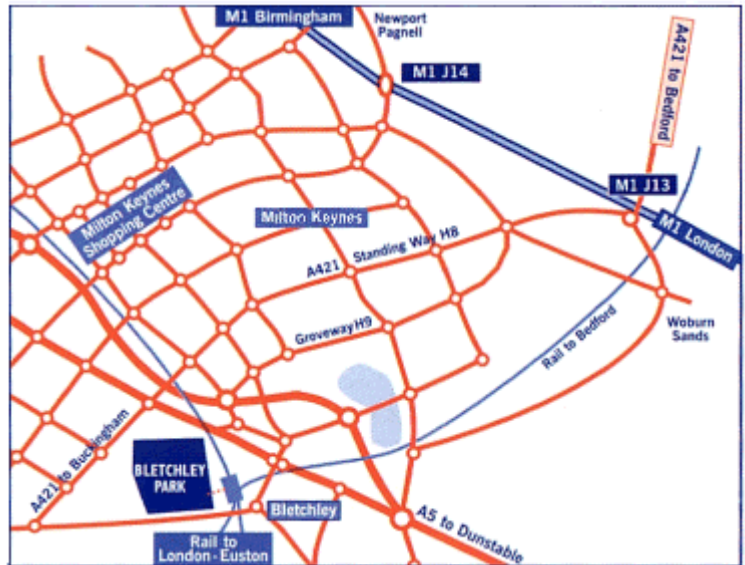 M1 Birmingham
Newport
Pagnell
M1 J14
A421 to Bedford
M1 J13
M1 London
Milton Keynes
Shopping Centre
Milton Keynes
A421 Standing Way H8
Groveway H9
Rail to Bedford
Woburn
Sands
A421 to Buckingham
BLETCHLEY
PARK
Bletchley
A5 to Dunstable
Rail to
London-Euston